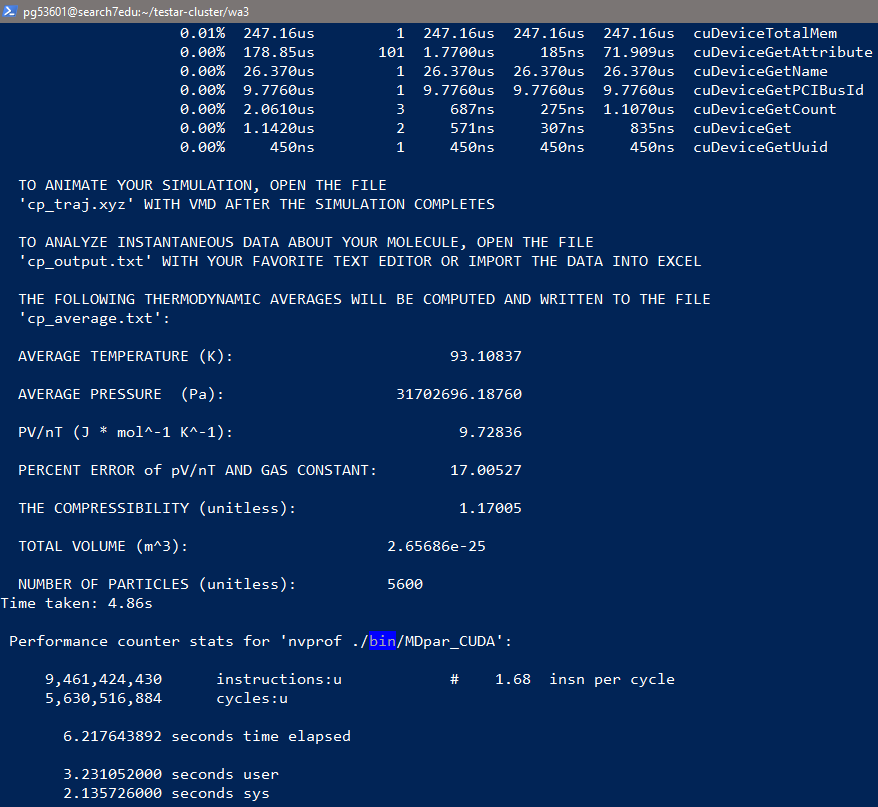 pg53601@search7edu:~/testar-cluster/wa3
0.01% 247.16us 1 247.16us 247.16us 247.16us cuDeviceTotalMem
0.00% 178.85us 101 1.7700us 185ns 71.909us cuDeviceGetAttribute
0.00% 26.370us 1 26.370us 26.370us 26.370us cuDeviceGetName
0.00% 9.7760us 1 9.7760us 9.7760us 9.7760us cuDeviceGetPCIBusId
0.00% 2.0610us 3 687ns 275ns 1.1070us cuDeviceGetCount
0.00% 1.1420us 2 571ns 307ns 835ns cuDeviceGet
0.00% 450ns 1 450ns 450ns 450ns cuDeviceGetUuid
TO ANIMATE YOUR SIMULATION, OPEN THE FILE
'cp_traj.xyz' WITH VMD AFTER THE SIMULATION COMPLETES
TO ANALYZE INSTANTANEOUS DATA ABOUT YOUR MOLECULE, OPEN THE FILE
'cp_output.txt' WITH YOUR FAVORITE TEXT EDITOR OR IMPORT THE DATA INTO EXCEL
THE FOLLOWING THERMODYNAMIC AVERAGES WILL BE COMPUTED AND WRITTEN TO THE FILE
'cp_average.txt':
AVERAGE TEMPERATURE (K): 93.10837
AVERAGE PRESSURE (Pa): 31702696.18760
PV/nT (J * mol^-1 K^-1): 9.72836
PERCENT ERROR of pV/nT AND GAS CONSTANT: 17.00527
THE COMPRESSIBILITY (unitless): 1.17005
TOTAL VOLUME (m^3): 2.65686e-25
NUMBER OF PARTICLES (unitless): 5600
Time taken: 4.86s
Performance counter stats for 'nvprof ./bin/MDpar_CUDA':
9,461,424,430 instructions:u # 1.68 insn per cycle
5,630,516,884 cycles:u
6.217643892 seconds time elapsed
3.231052000 seconds user
2.135726000 seconds sys